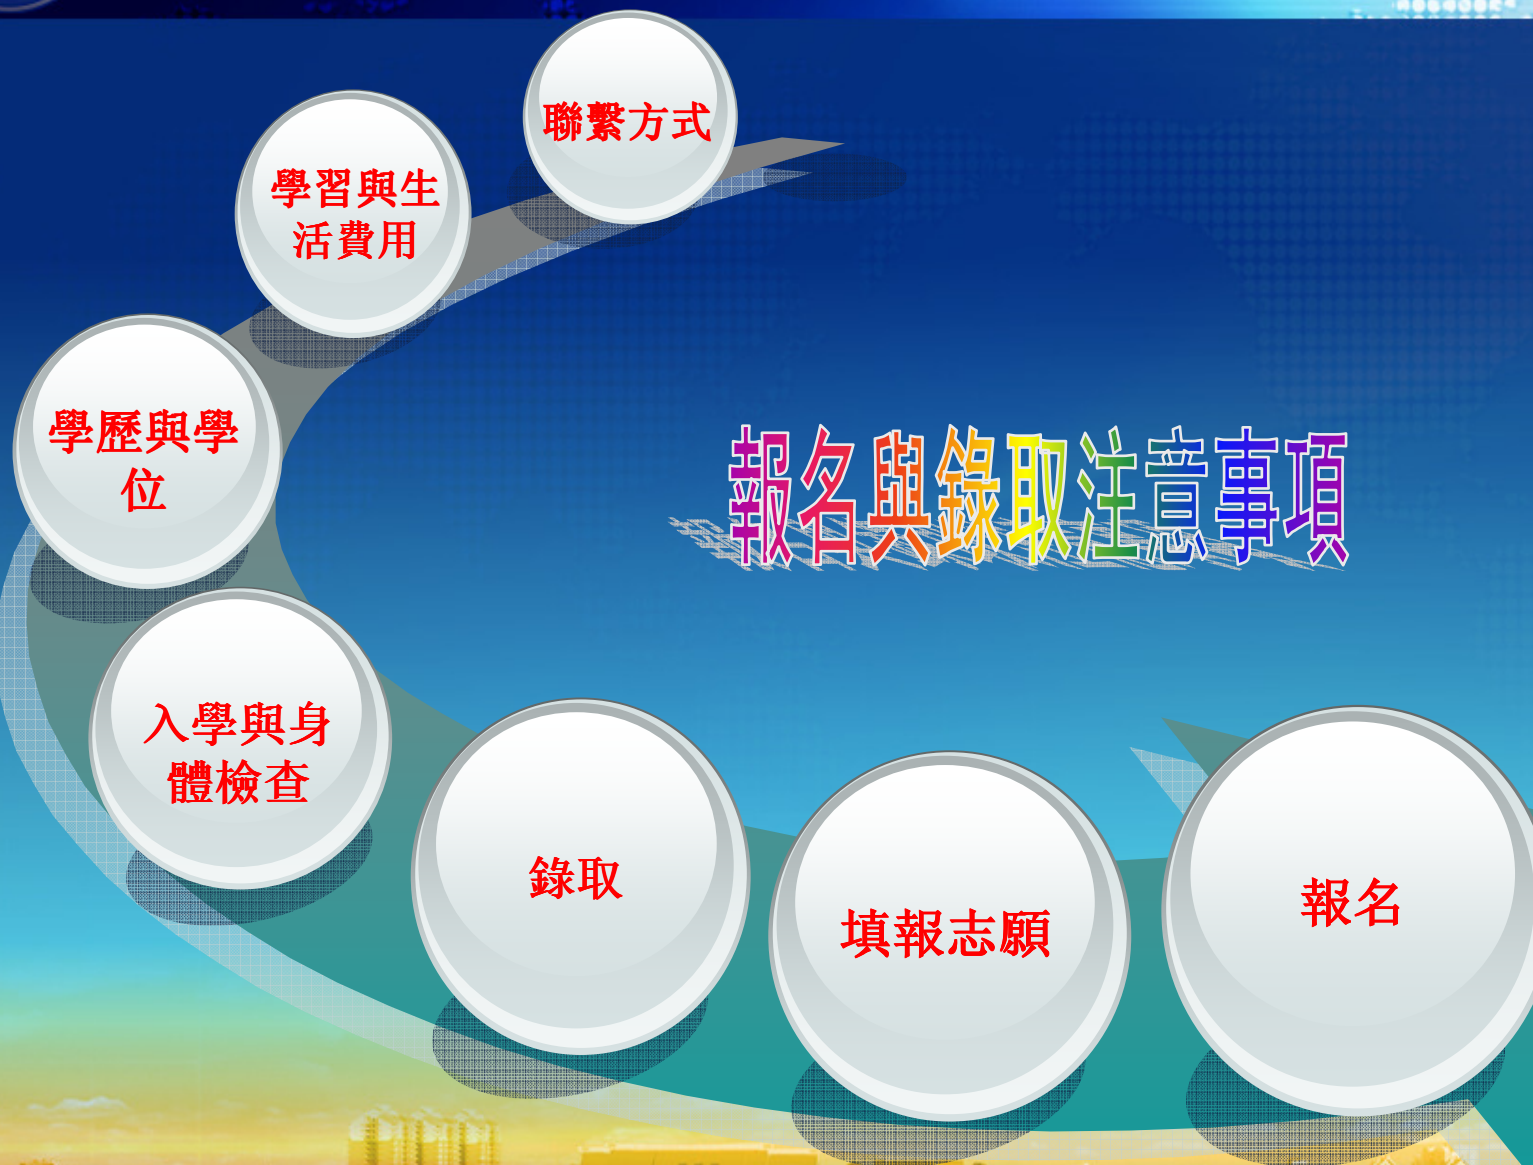 聯繫方式
學習與生
活費用
學歷與學
位
報名與錄取注意事項
入學與身
體檢查
錄取
填報志願
報名